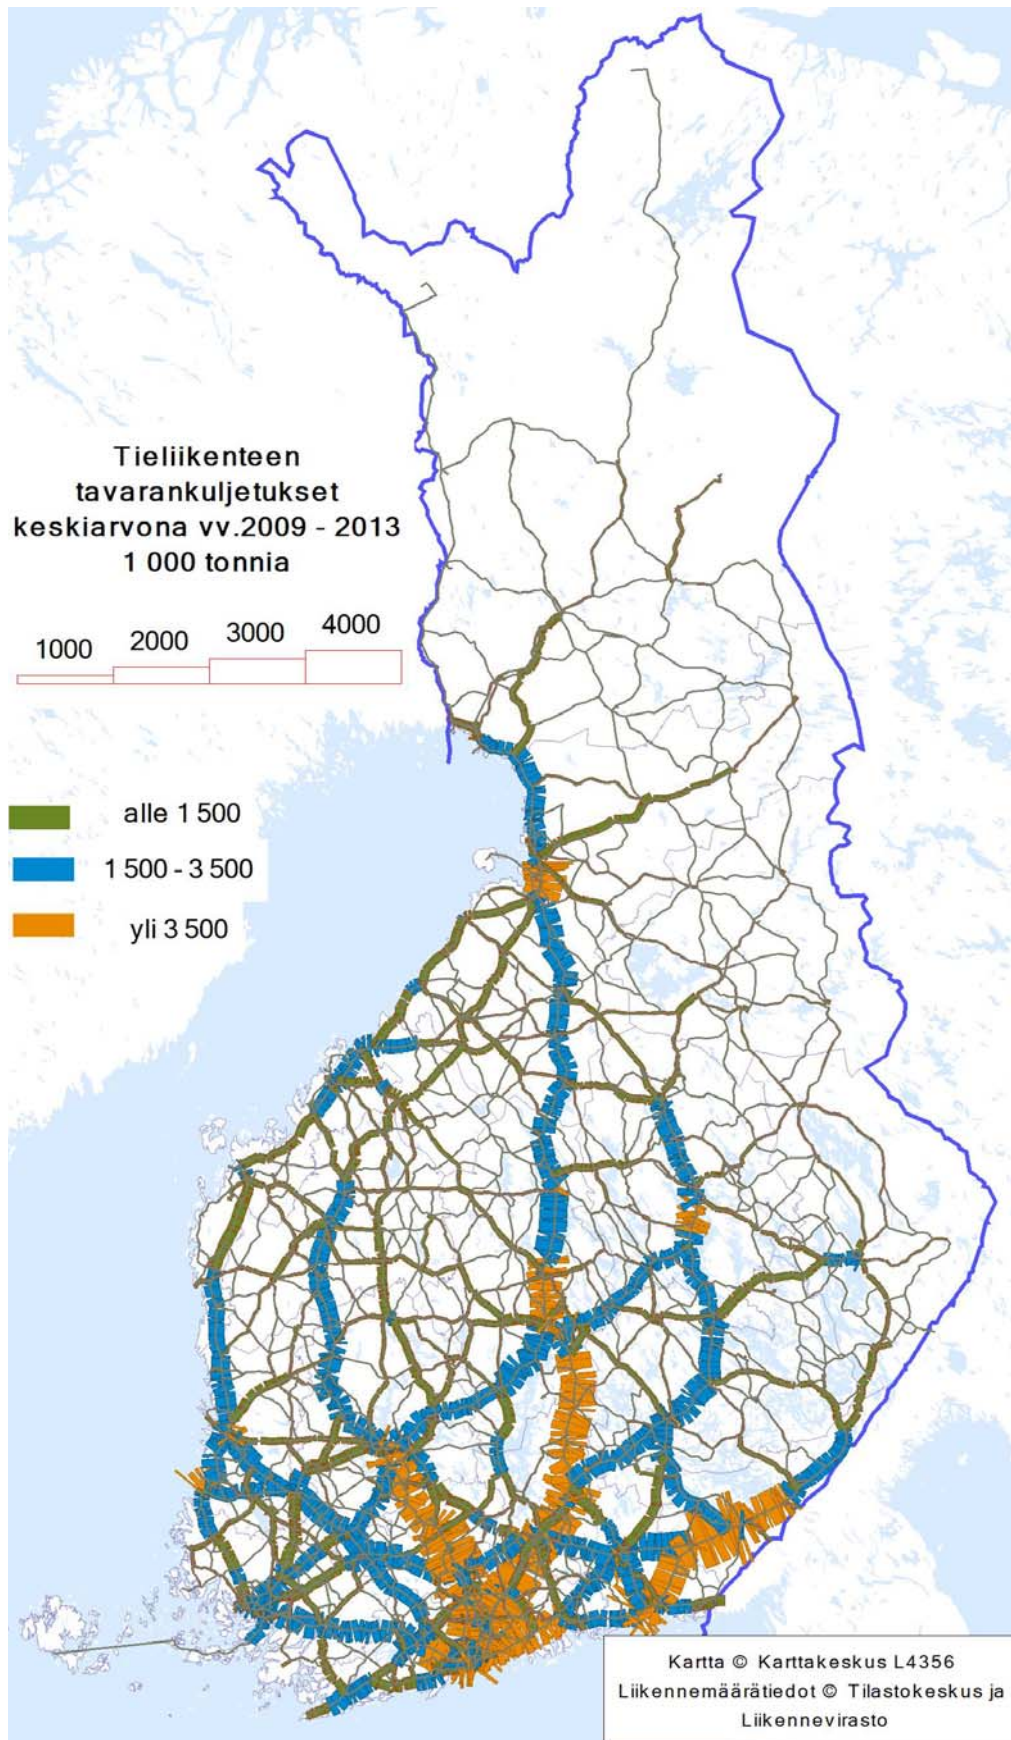 Tieliikenteen
tavarankuljetukset
keskiarvona vv.2009 - 2013
1 000 tonnia
1000 2000 3000 4000
alle 1 500
1 500 - 3 500
yli 3 500
Kartta © Karttakeskus L4356
Liikennemäärätiedot © Tilastokeskus ja
Liikennevirasto